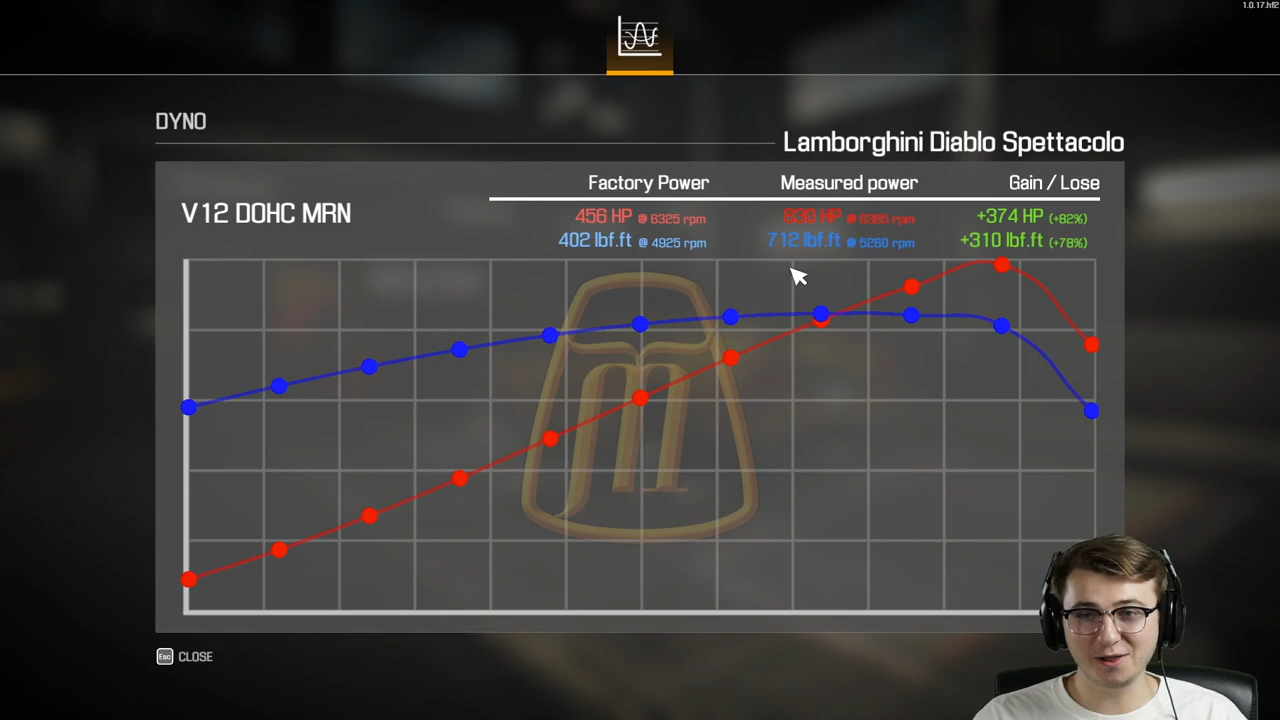 1.0.17.hf2
DYNO
Lamborghini Diablo Spettacolo
V12 DOHC MRN
Factory Power Measured power Gain / Lose
456 HP @ 6325 rpm 830 HP @ 6385 rpm +374 HP (+82%)
402 lbf.ft @ 4925 rpm 712 lbf.ft @ 5260 rpm +310 lbf.ft (+78%)
Esc CLOSE